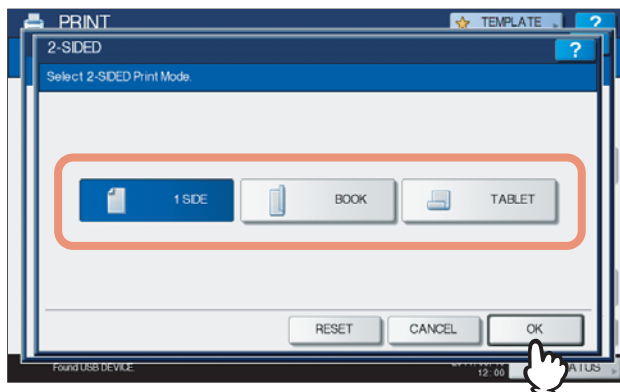 PRINT
TEMPLATE
?
2-SIDED
?
Select 2-SIDED Print Mode.
1 SIDE
BOOK
TABLET
RESET
CANCEL
OK
Found USB DEVICE.
12:00